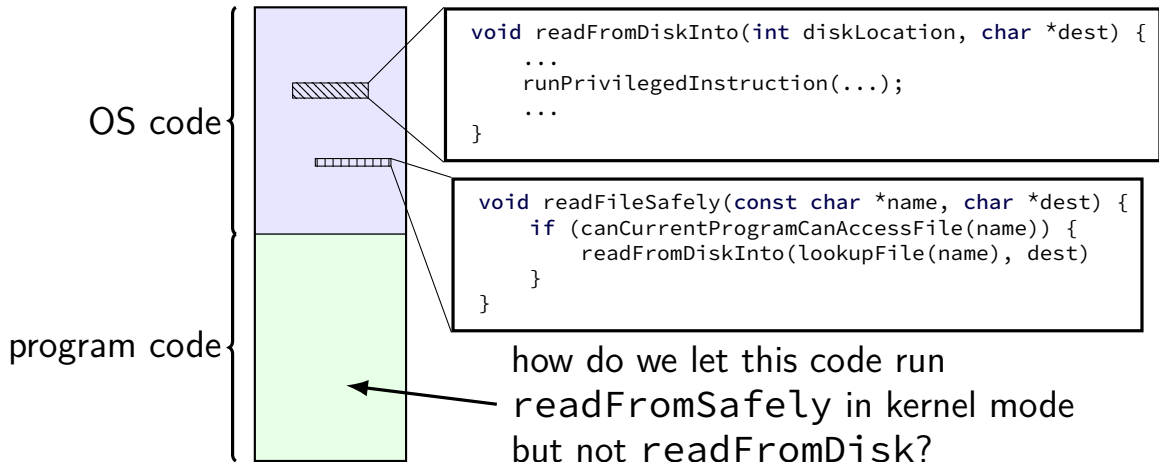 OS code
program code
void readFromDiskInto(int diskLocation, char *dest) {
...
runPrivilegedInstruction(...);
...
}
void readFileSafely(const char *name, char *dest) {
if (canCurrentProgramCanAccessFile(name)) {
readFromDiskInto(lookupFile(name), dest)
}
}
how do we let this code run
readFromSafely in kernel mode
but not readFromDisk?